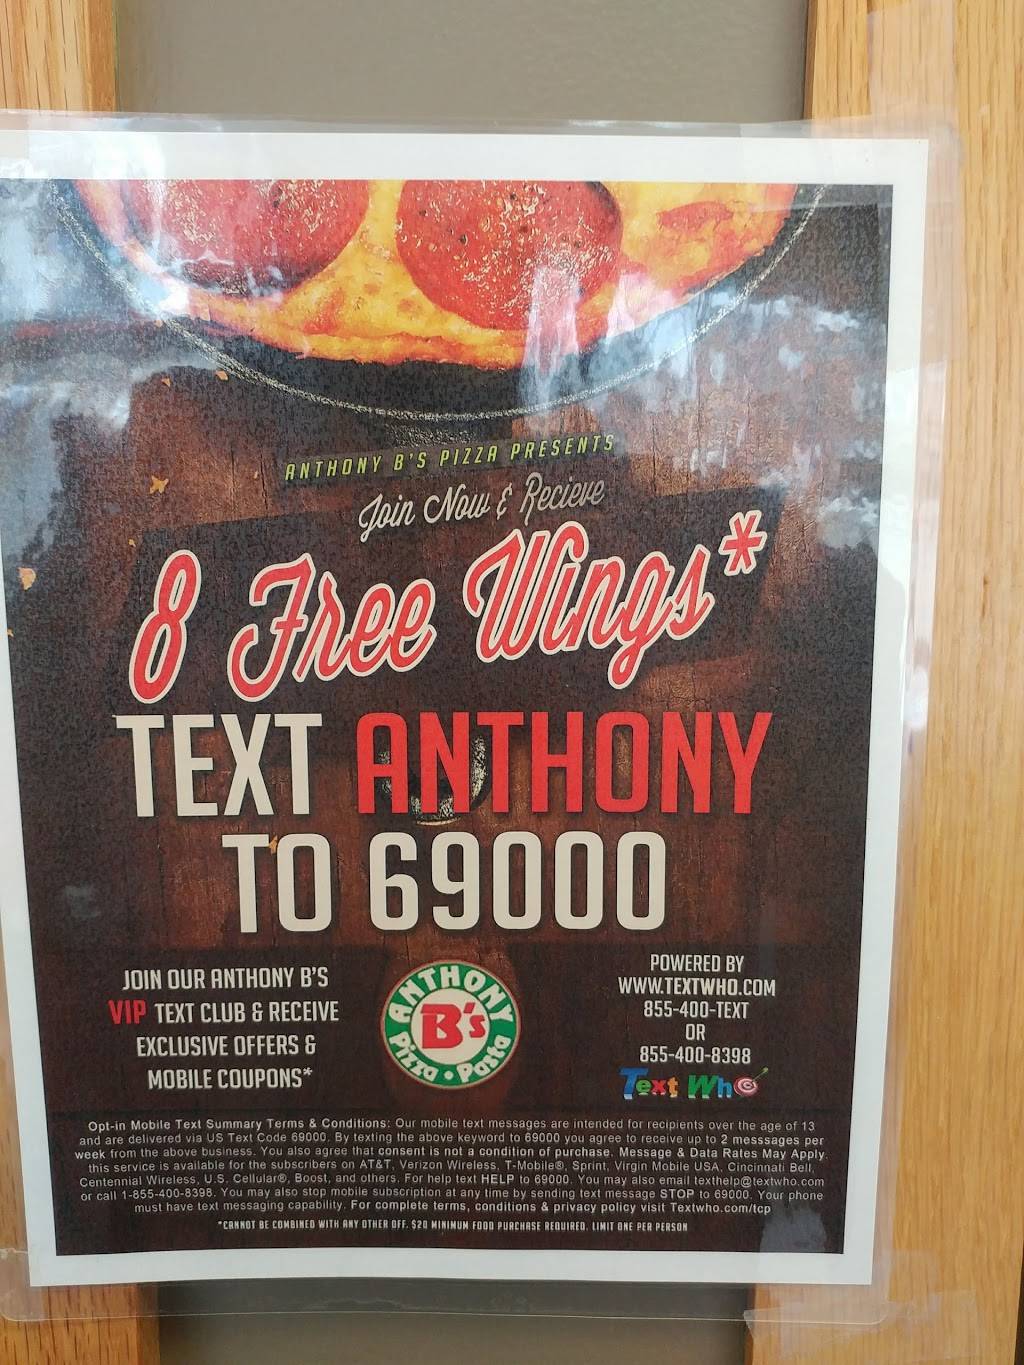 ANTHONY B'S PIZZA PRESENTS
Join Now & Recieve
8 Free Wings*
TEXT ANTHONY
TO 69000
JOIN OUR ANTHONY B'S
VIP TEXT CLUB & RECEIVE
EXCLUSIVE OFFERS &
MOBILE COUPONS*
ANTHONY
B's
Pizza • Pasta
POWERED BY
WWW.TEXTWHO.COM
855-400-TEXT
OR
855-400-8398
Text Who
Opt-in Mobile Text Summary Terms & Conditions: Our mobile text messages are intended for recipients over the age of 13
and are delivered via US Text Code 69000. By texting the above keyword to 69000 you agree to receive up to 2 messsages per
week from the above business. You also agree that consent is not a condition of purchase. Message & Data Rates May Apply.
this service is available for the subscribers on AT&T, Verizon Wireless, T-Mobile®, Sprint, Virgin Mobile USA, Cincinnati Bell,
Centennial Wireless, U.S. Cellular®, Boost, and others. For help text HELP to 69000. You may also email texthelp@textwho.com
or call 1-855-400-8398. You may also stop mobile subscription at any time by sending text message STOP to 69000. Your phone
must have text messaging capability. For complete terms, conditions & privacy policy visit Textwho.com/tcp
*CANNOT BE COMBINED WITH ANY OTHER OFF. $20 MINIMUM FOOD PURCHASE REQUIRED. LIMIT ONE PER PERSON